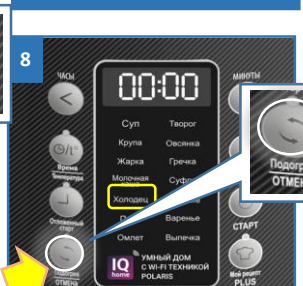 8
ЧАСЫ
МИНУТЫ
00:00
Суп Творог
Крупа Овсянка
Жарка Гречка
Молочная каша
Холодец
Варенье
Омлет Выпечка
Время
Температура
Отложенный
старт
СТАРТ
IQ
home
УМНЫЙ ДОМ
С WI-FI ТЕХНИКОЙ
POLARIS
Подогрев
ОТМЕНА
Мой рецепт
PLUS